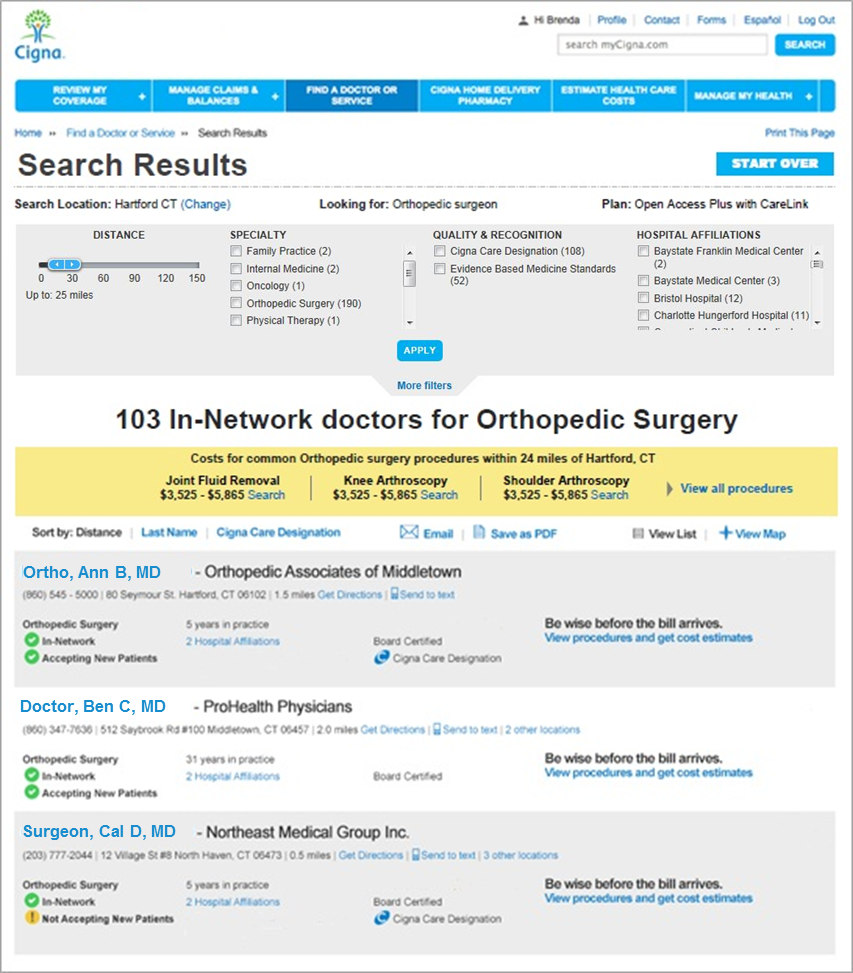 Hi Brenda | Profile | Contact | Forms | Español | Log Out
Cigna.
search myCigna.com SEARCH
REVIEW MY COVERAGE +
MANAGE CLAIMS & BALANCES +
FIND A DOCTOR OR SERVICE
CIGNA HOME DELIVERY PHARMACY
ESTIMATE HEALTH CARE COSTS
MANAGE MY HEALTH +
Home ›› Find a Doctor or Service ›› Search Results
Print This Page
Search Results
START OVER
Search Location: Hartford CT (Change) Looking for: Orthopedic surgeon Plan: Open Access Plus with CareLink
DISTANCE
0 30 60 90 120 150
Up to: 25 miles
SPECIALTY
Family Practice (2)
Internal Medicine (2)
Oncology (1)
Orthopedic Surgery (190)
Physical Therapy (1)
QUALITY & RECOGNITION
Cigna Care Designation (108)
Evidence Based Medicine Standards
(52)
HOSPITAL AFFILIATIONS
Baystate Franklin Medical Center
(2)
Baystate Medical Center (3)
Bristol Hospital (12)
Charlotte Hungerford Hospital (11)
APPLY
More filters
103 In-Network doctors for Orthopedic Surgery
Costs for common Orthopedic surgery procedures within 24 miles of Hartford, CT
Joint Fluid Removal
$3,525 - $5,865 Search
Knee Arthroscopy
$3,525 - $5,865 Search
Shoulder Arthroscopy
$3,525 - $5,865 Search
View all procedures
Sort by: Distance | Last Name | Cigna Care Designation Email | Save as PDF View List | View Map
Ortho, Ann B, MD - Orthopedic Associates of Middletown
(860) 545 - 5000 | 80 Seymour St. Hartford, CT 06102 | 1.5 miles Get Directions | Send to text
Orthopedic Surgery
In-Network
Accepting New Patients
5 years in practice
2 Hospital Affiliations
Board Certified
Cigna Care Designation
Be wise before the bill arrives.
View procedures and get cost estimates
Doctor, Ben C, MD - ProHealth Physicians
(860) 347-7636 | 512 Saybrook Rd #100 Middletown, CT 06457 | 2.0 miles Get Directions | Send to text | 2 other locations
Orthopedic Surgery
In-Network
Accepting New Patients
31 years in practice
2 Hospital Affiliations
Board Certified
Be wise before the bill arrives.
View procedures and get cost estimates
Surgeon, Cal D, MD - Northeast Medical Group Inc.
(203) 777-2044 | 12 Village St #8 North Haven, CT 06473 | 0.5 miles | Get Directions | Send to text | 3 other locations
Orthopedic Surgery
In-Network
Not Accepting New Patients
5 years in practice
2 Hospital Affiliations
Board Certified
Cigna Care Designation
Be wise before the bill arrives.
View procedures and get cost estimates